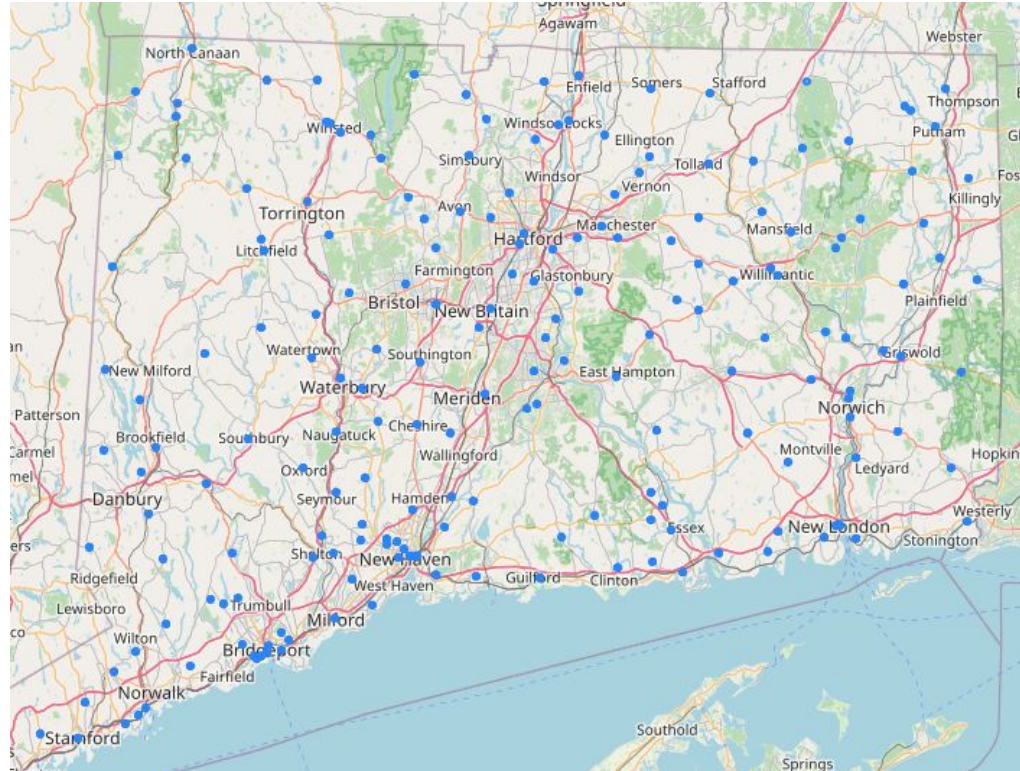 Springfield
Agawam
Webster
North Canaan
Enfield
Somers
Stafford
Thompson
Winsted
Windsor Locks
Putnam
Ellington
Simsbury
Tolland
Windsor
Vernon
Killingly
Avon
Torrington
Manchester
Mansfield
Hartford
Litchfield
Farmington
Glastonbury
Willimantic
Bristol
Plainfield
New Britain
Watertown
Southington
Griswold
New Milford
East Hampton
Waterbury
Meriden
Norwich
Patterson
Cheshire
Brookfield
Southbury
Naugatuck
Carmel
Montville
Wallingford
Hopkin
mel
Oxford
Ledyard
Danbury
Seymour
Hamden
Westerly
Essex
New London
Stonington
ers
Shelton
New Haven
Ridgefield
West Haven
Guilford
Clinton
Lewisboro
Trumbull
Milford
co
Wilton
Bridgeport
Fairfield
Norwalk
Southold
Stamford
Springs